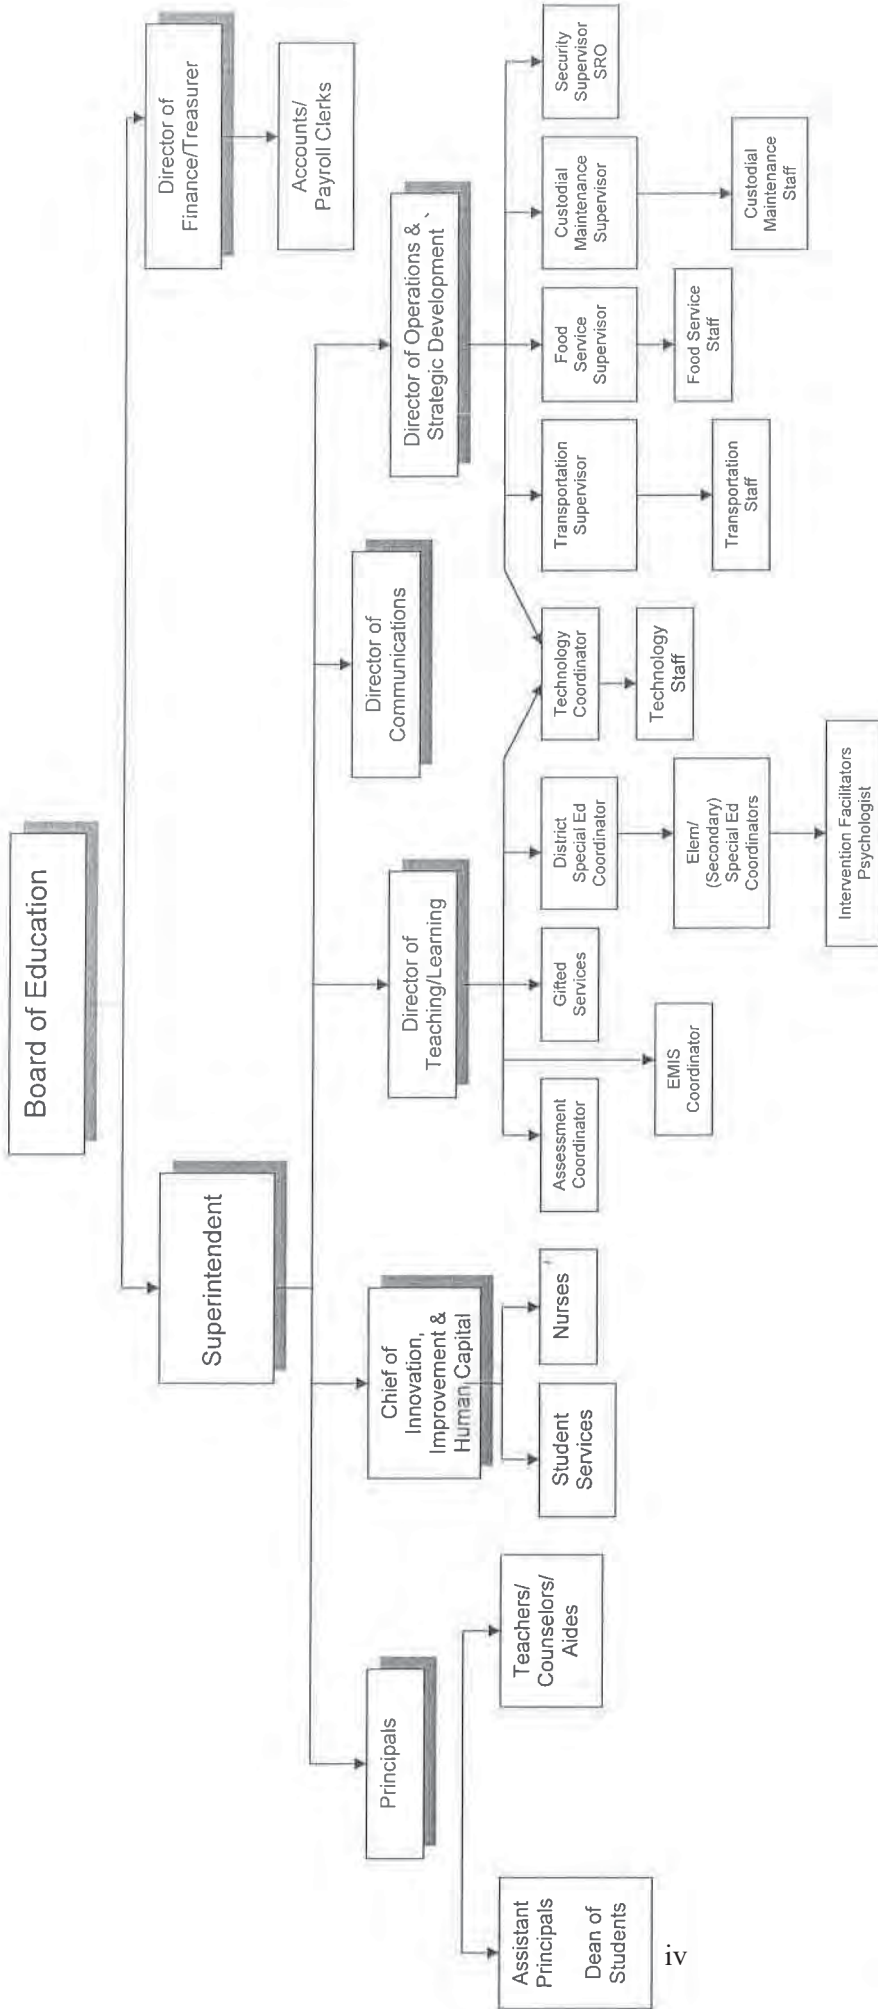 Board of Education
Superintendent
Director of
Finance/Treasurer
Accounts/
Payroll Clerks
Principals
Chief of
Innovation,
Improvement &
Human Capital
Director of
Teaching/Learning
Director of
Communications
Director of Operations &
Strategic Development `
Assistant
Principals
Dean of
Students
Teachers/
Counselors/
Aides
Student
Services
Nurses
Assessment
Coordinator
EMIS
Coordinator
Gifted
Services
District
Special Ed
Coordinator
Elem/
(Secondary)
Special Ed
Coordinators
Intervention Facilitators
Psychologist
Technology
Coordinator
Technology
Staff
Transportation
Supervisor
Transportation
Staff
Food
Service
Supervisor
Food Service
Staff
Custodial
Maintenance
Supervisor
Custodial
Maintenance
Staff
Security
Supervisor
SRO
iv